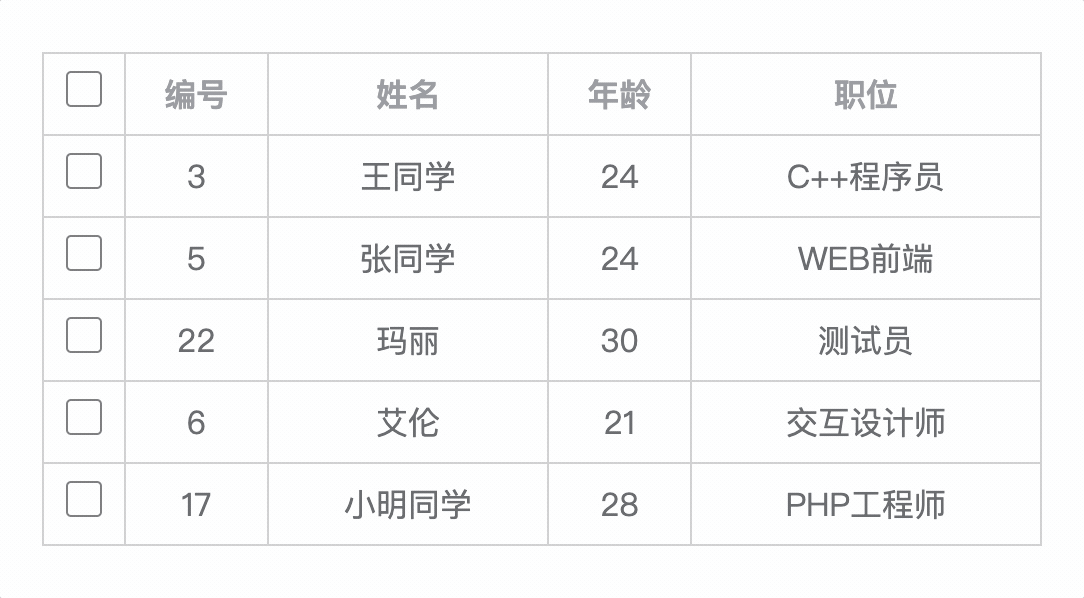 编号 姓名 年龄 职位
3 王同学 24 C++程序员
5 张同学 24 WEB前端
22 玛丽 30 测试员
6 艾伦 21 交互设计师
17 小明同学 28 PHP工程师